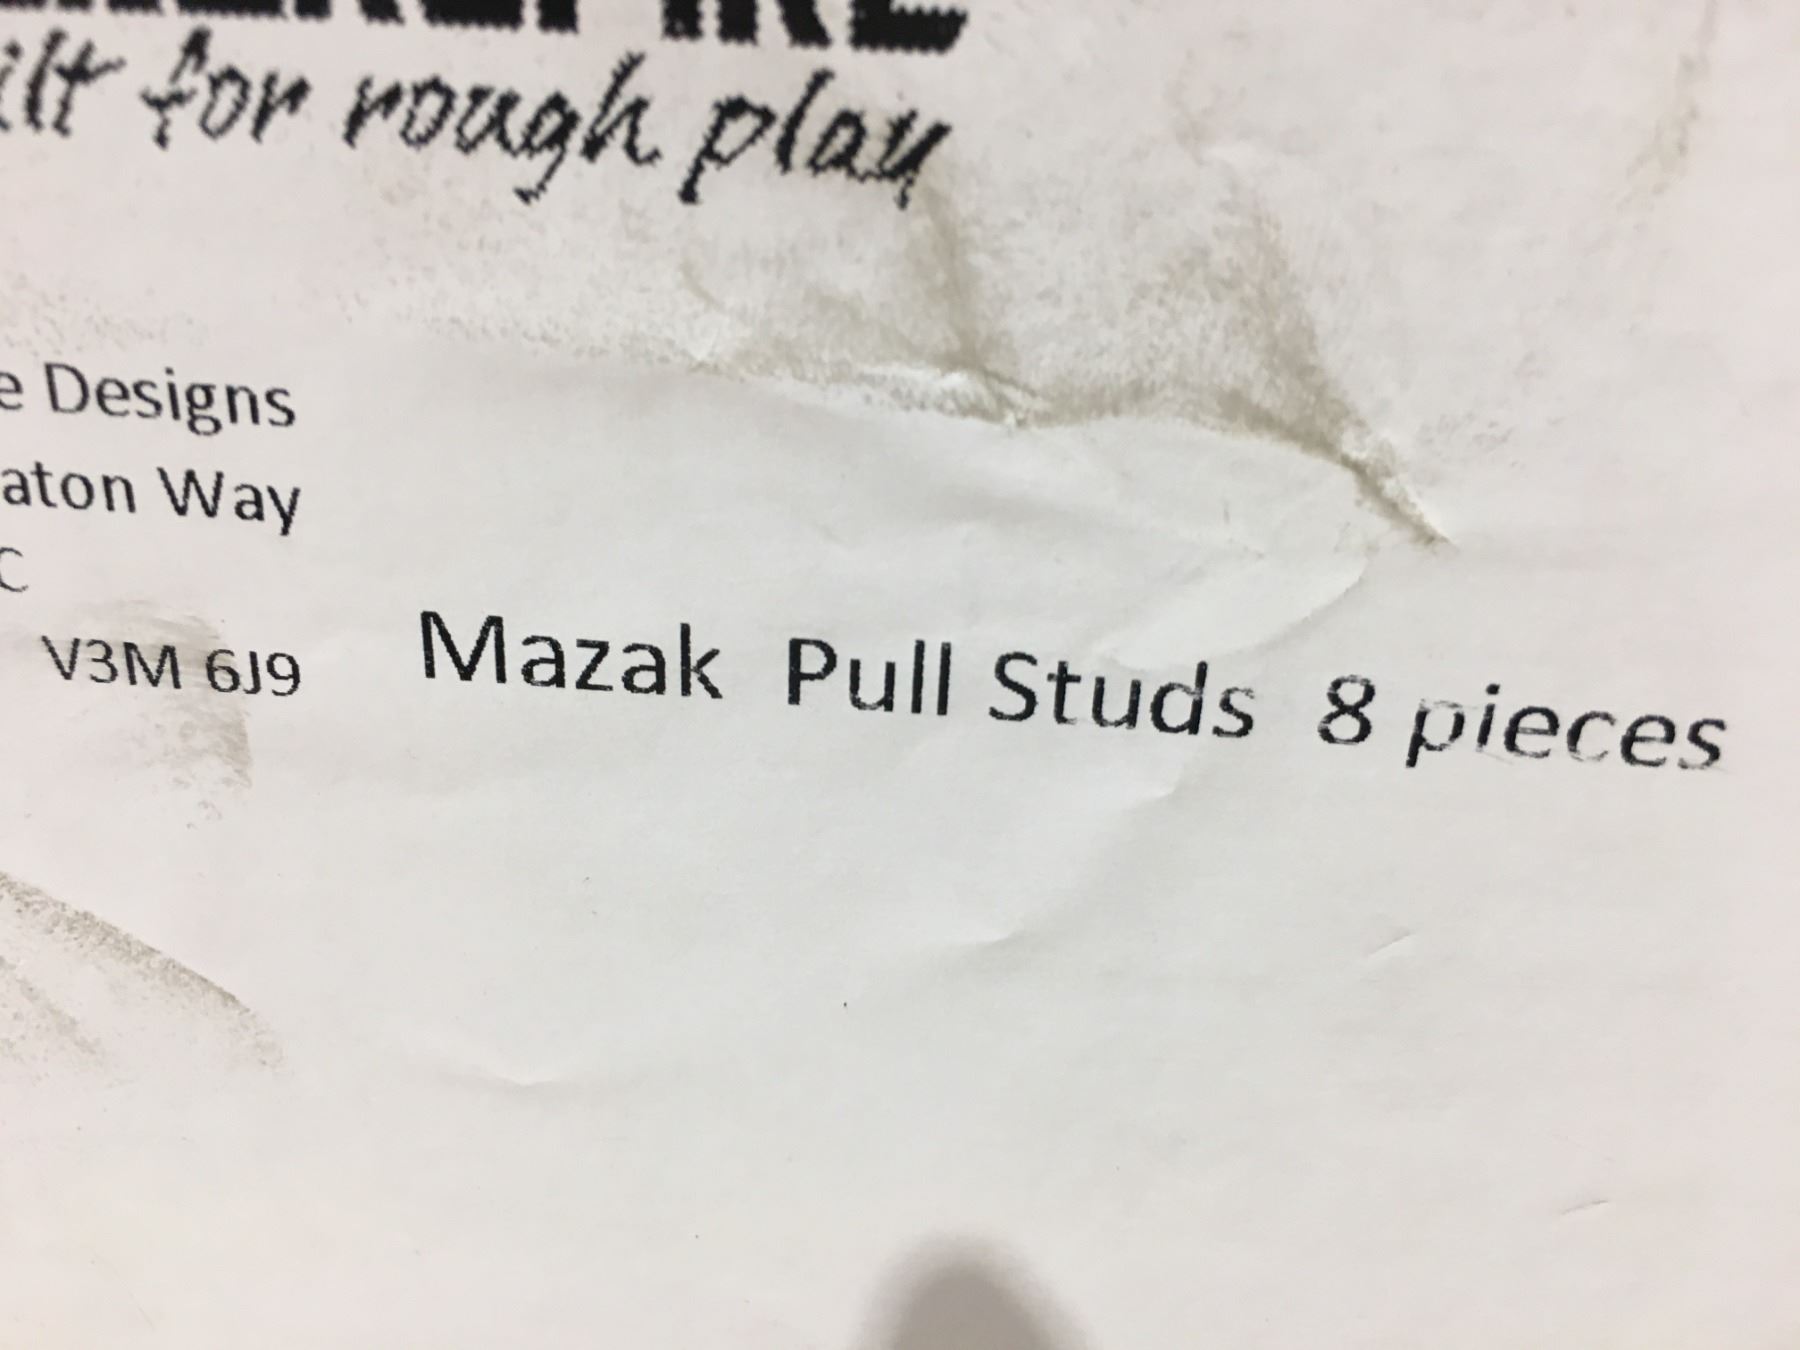 ilt for rough play
e Designs
aton Way
C
V3M 6J9
Mazak Pull Studs 8 pieces